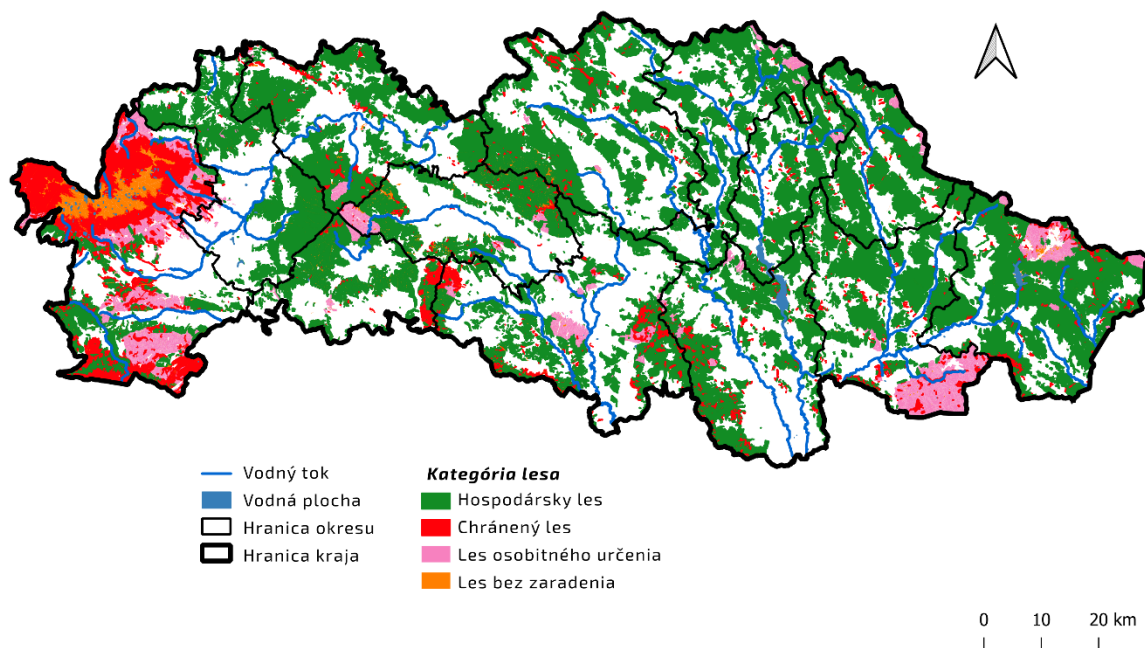 Vodný tok
Vodná plocha
Hranica okresu
Hranica kraja
Kategória lesa
Hospodársky les
Chránený les
Les osobitného určenia
Les bez zaradenia
0 10 20 km